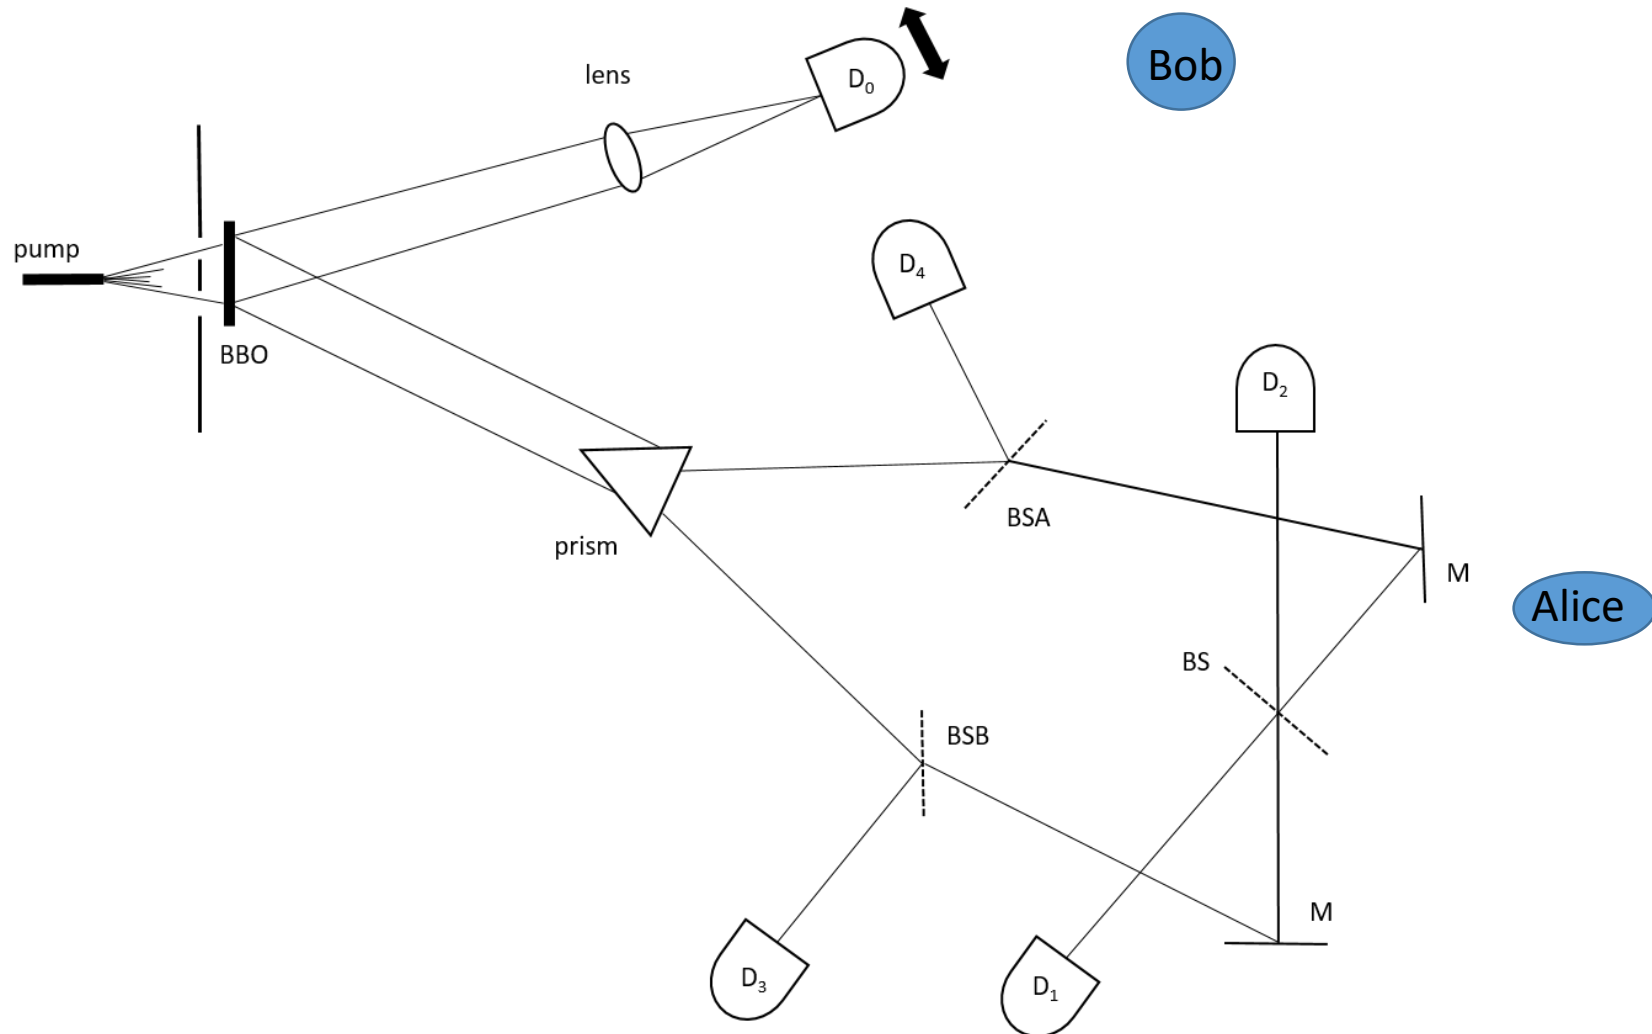 Bob
lens
D₀
pump
D₄
BBO
D₂
BSA
prism
M
Alice
BS
BSB
M
D₃
D₁